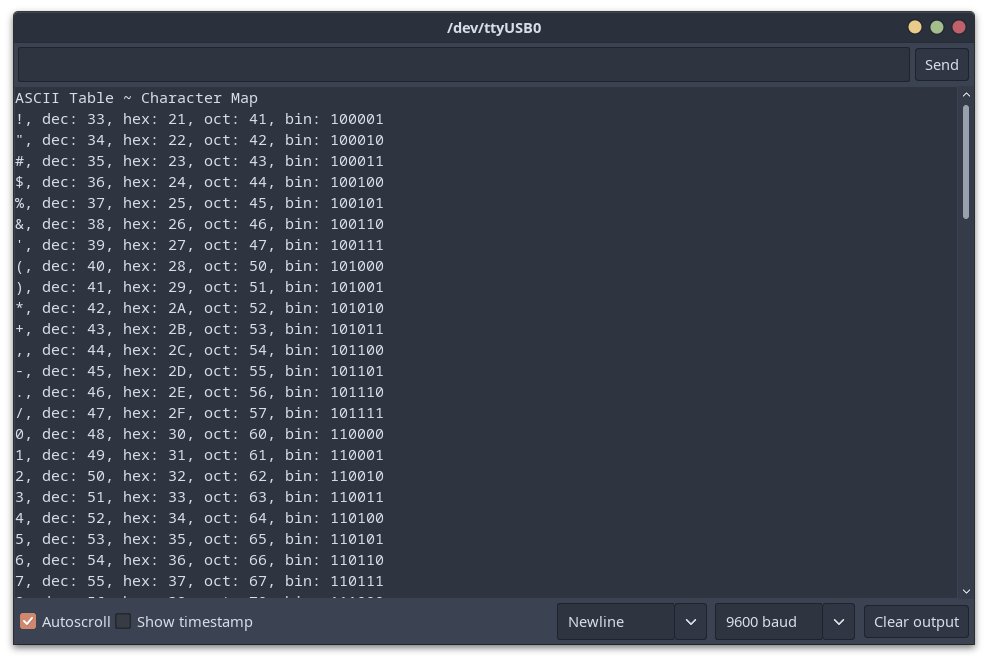 /dev/ttyUSB0
Send
ASCII Table ~ Character Map
!, dec: 33, hex: 21, oct: 41, bin: 100001
", dec: 34, hex: 22, oct: 42, bin: 100010
#, dec: 35, hex: 23, oct: 43, bin: 100011
$, dec: 36, hex: 24, oct: 44, bin: 100100
%, dec: 37, hex: 25, oct: 45, bin: 100101
&, dec: 38, hex: 26, oct: 46, bin: 100110
', dec: 39, hex: 27, oct: 47, bin: 100111
(, dec: 40, hex: 28, oct: 50, bin: 101000
), dec: 41, hex: 29, oct: 51, bin: 101001
*, dec: 42, hex: 2A, oct: 52, bin: 101010
+, dec: 43, hex: 2B, oct: 53, bin: 101011
,, dec: 44, hex: 2C, oct: 54, bin: 101100
-, dec: 45, hex: 2D, oct: 55, bin: 101101
., dec: 46, hex: 2E, oct: 56, bin: 101110
/, dec: 47, hex: 2F, oct: 57, bin: 101111
0, dec: 48, hex: 30, oct: 60, bin: 110000
1, dec: 49, hex: 31, oct: 61, bin: 110001
2, dec: 50, hex: 32, oct: 62, bin: 110010
3, dec: 51, hex: 33, oct: 63, bin: 110011
4, dec: 52, hex: 34, oct: 64, bin: 110100
5, dec: 53, hex: 35, oct: 65, bin: 110101
6, dec: 54, hex: 36, oct: 66, bin: 110110
7, dec: 55, hex: 37, oct: 67, bin: 110111
Autoscroll Show timestamp Newline 9600 baud Clear output